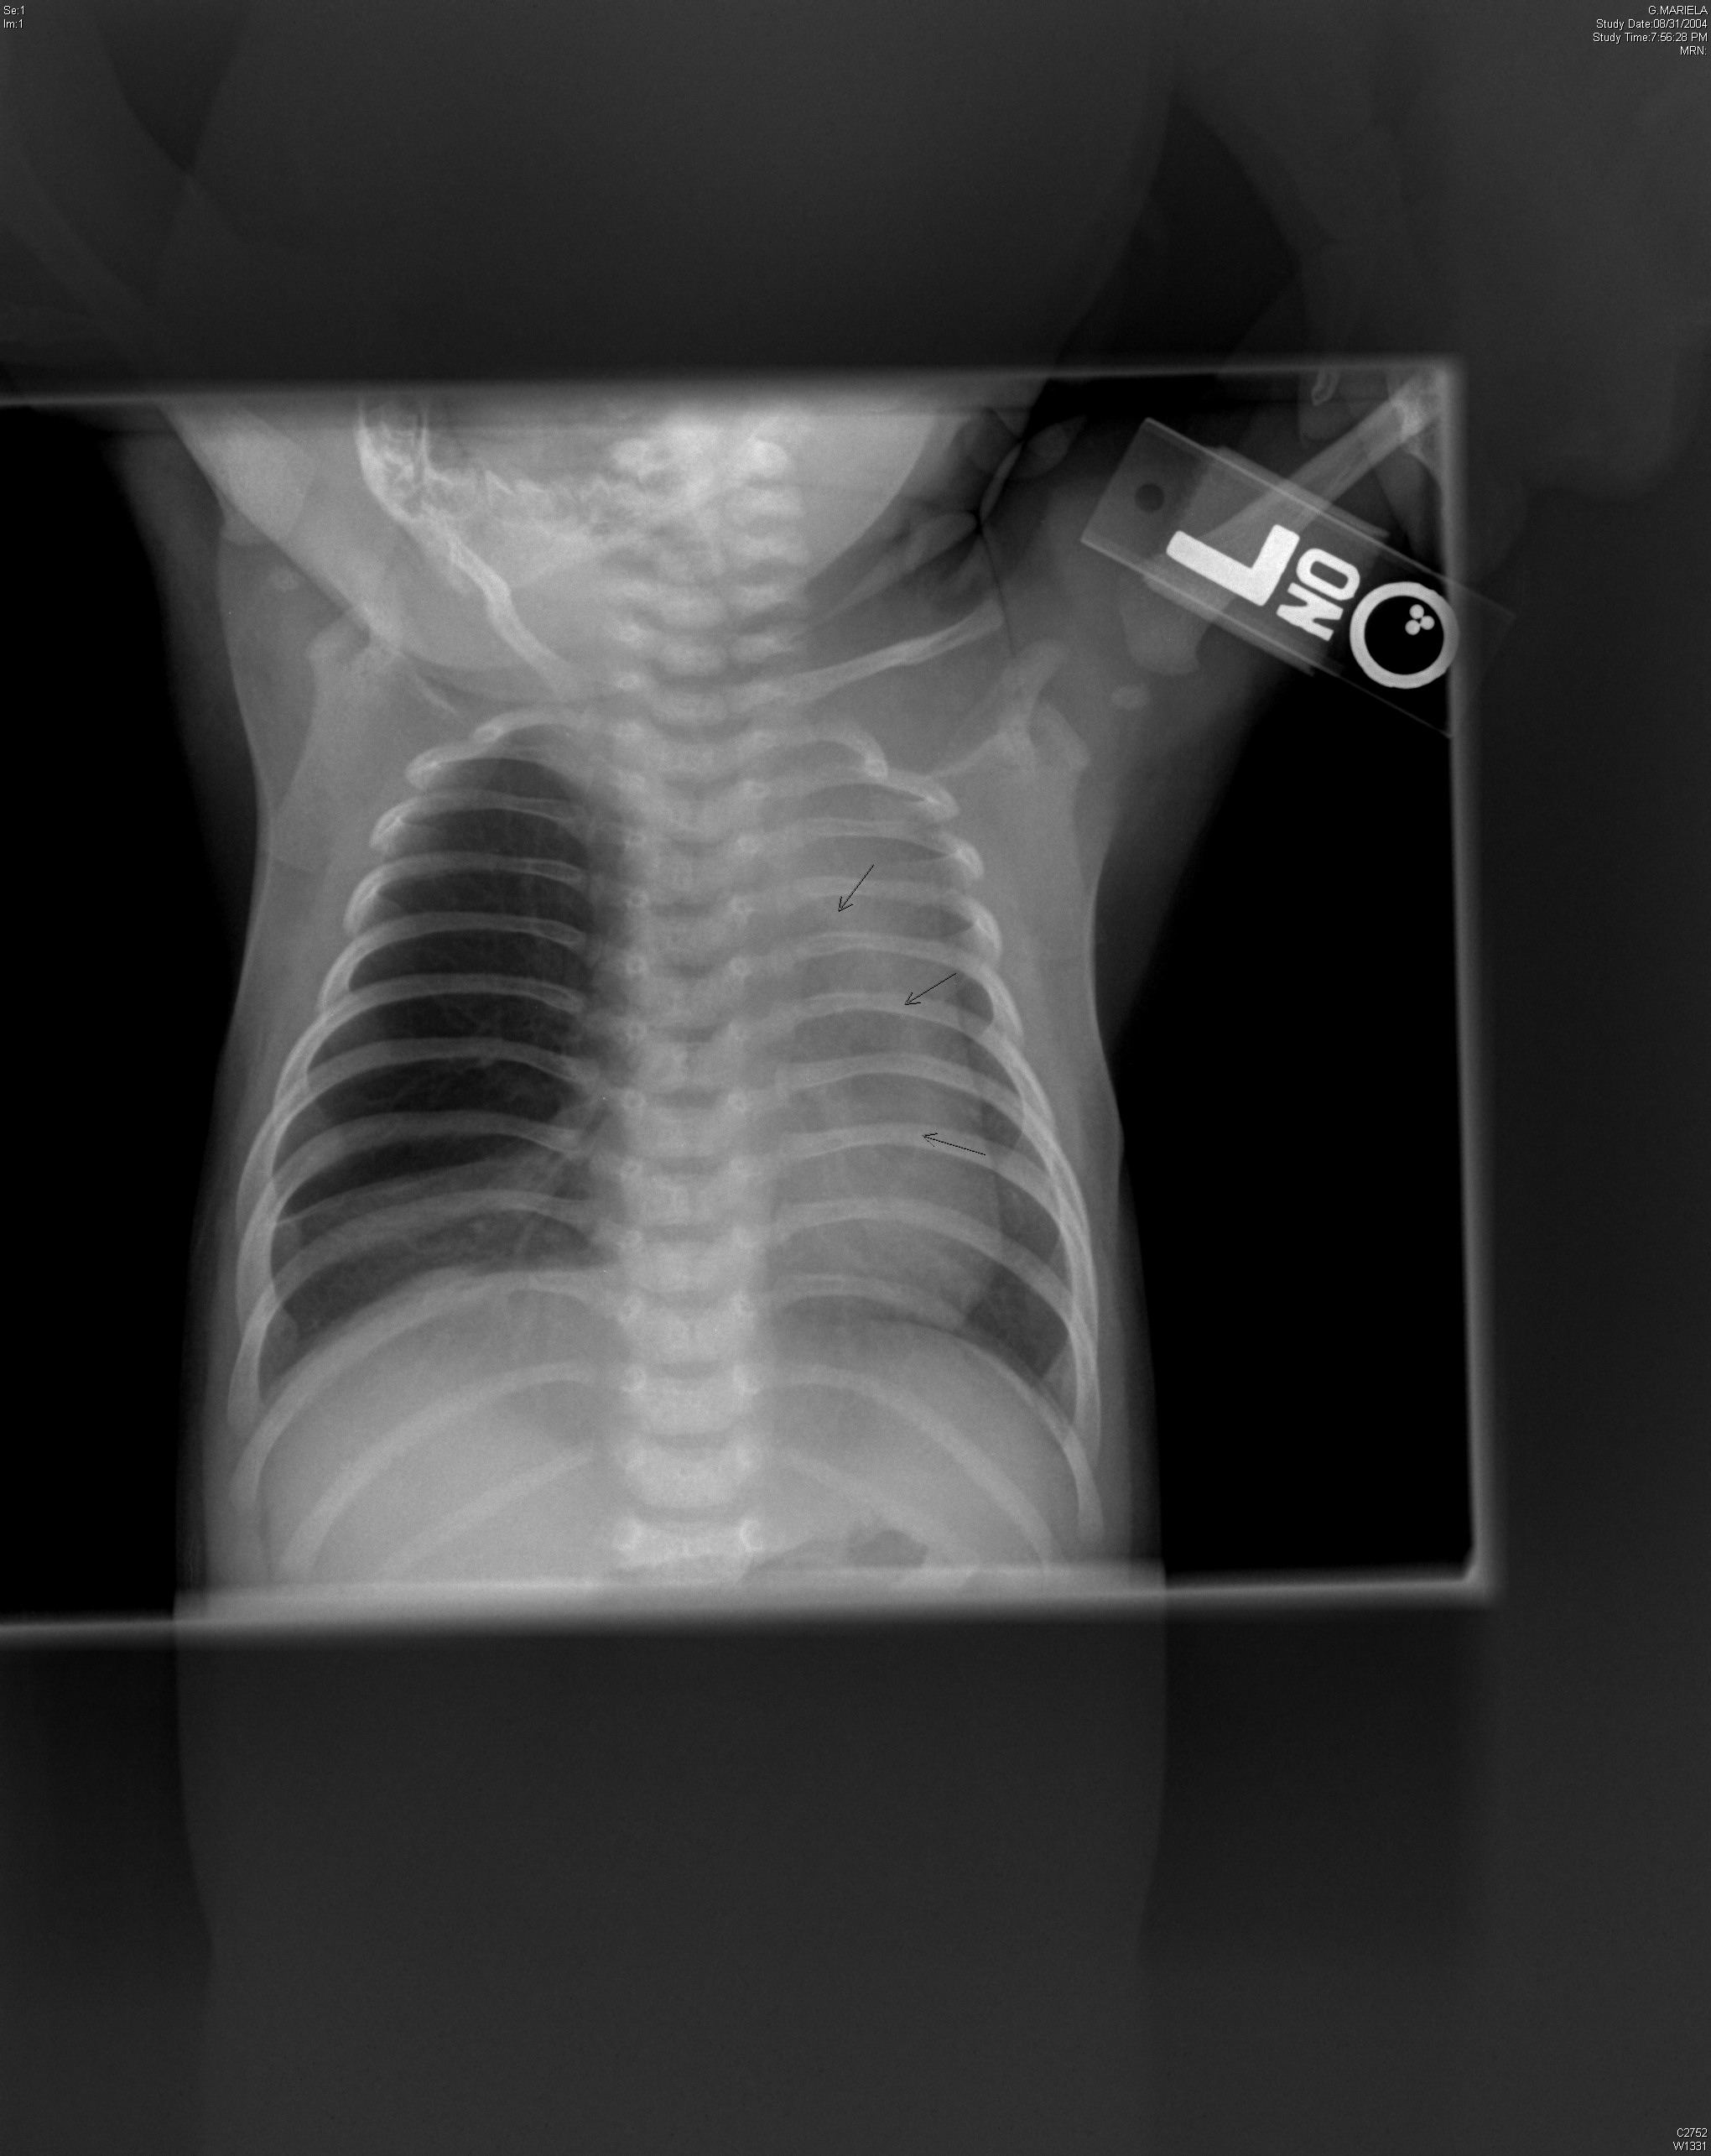 Se:1
Im:1
G.MARIELA
Study Date:08/31/2004
Study Time:7:56:28 PM
MRN:
L
NO
C2752
W1331